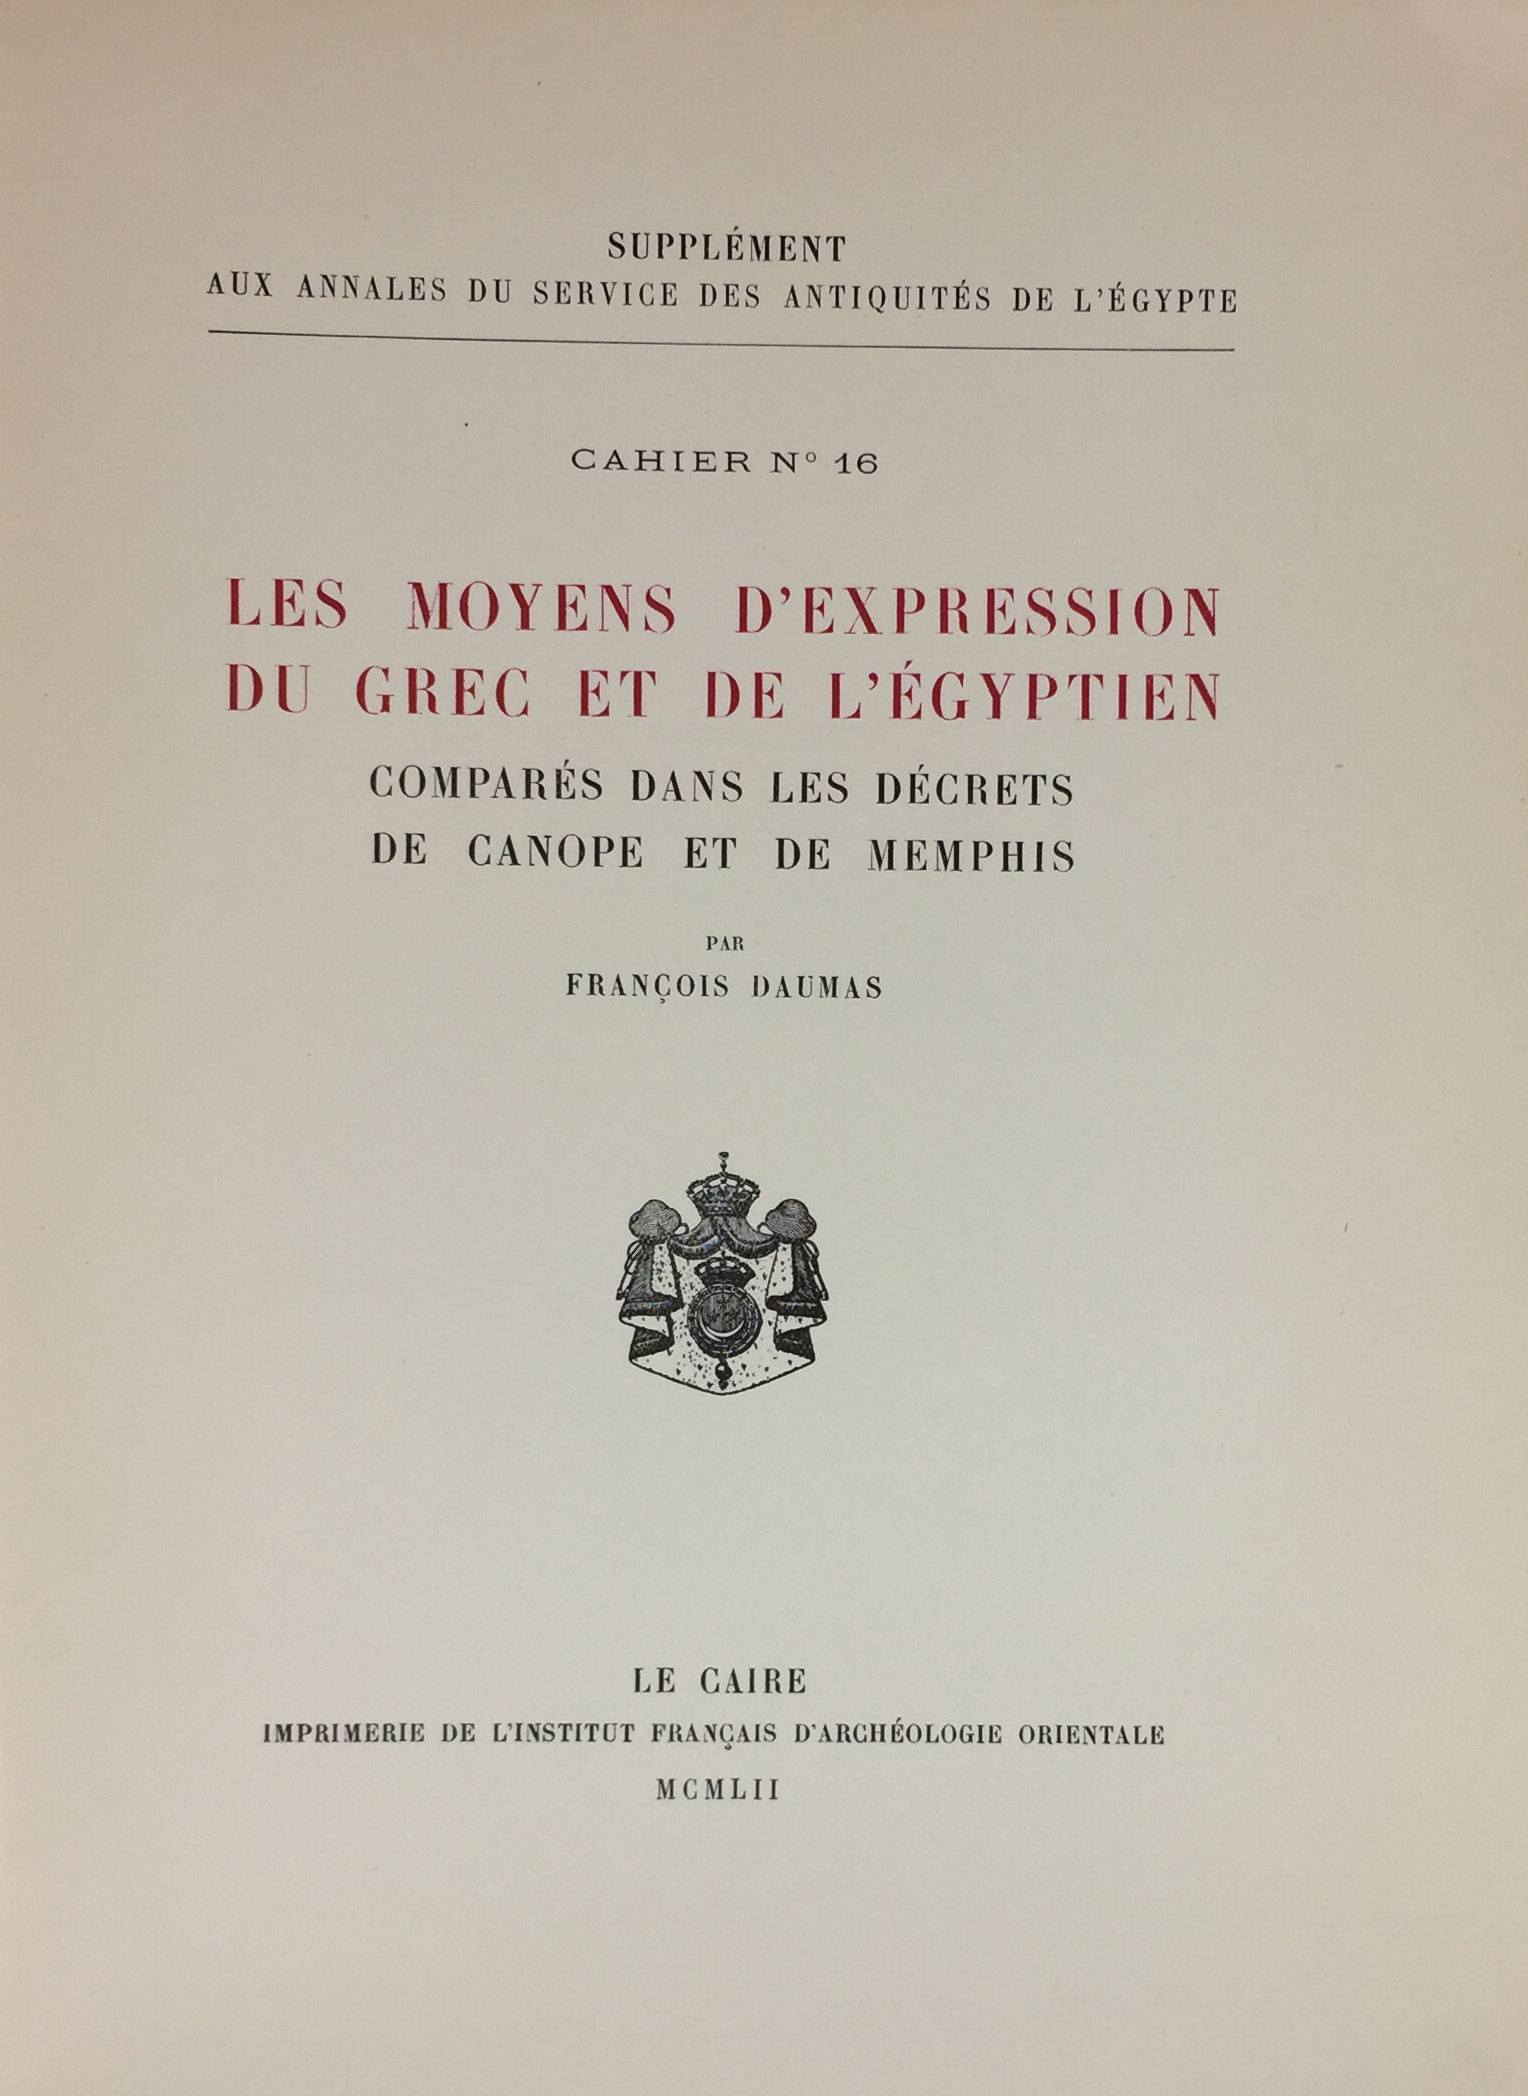 SUPPLÉMENT
AUX ANNALES DU SERVICE DES ANTIQUITÉS DE L'ÉGYPTE
CAHIER Nº 16
LES MOYENS D'EXPRESSION
DU GREC ET DE L'ÉGYPTIEN
COMPARÉS DANS LES DÉCRETS
DE CANOPE ET DE MEMPHIS
PAR
FRANÇOIS DAUMAS
LE CAIRE
IMPRIMERIE DE L'INSTITUT FRANÇAIS D'ARCHÉOLOGIE ORIENTALE
MCMLII